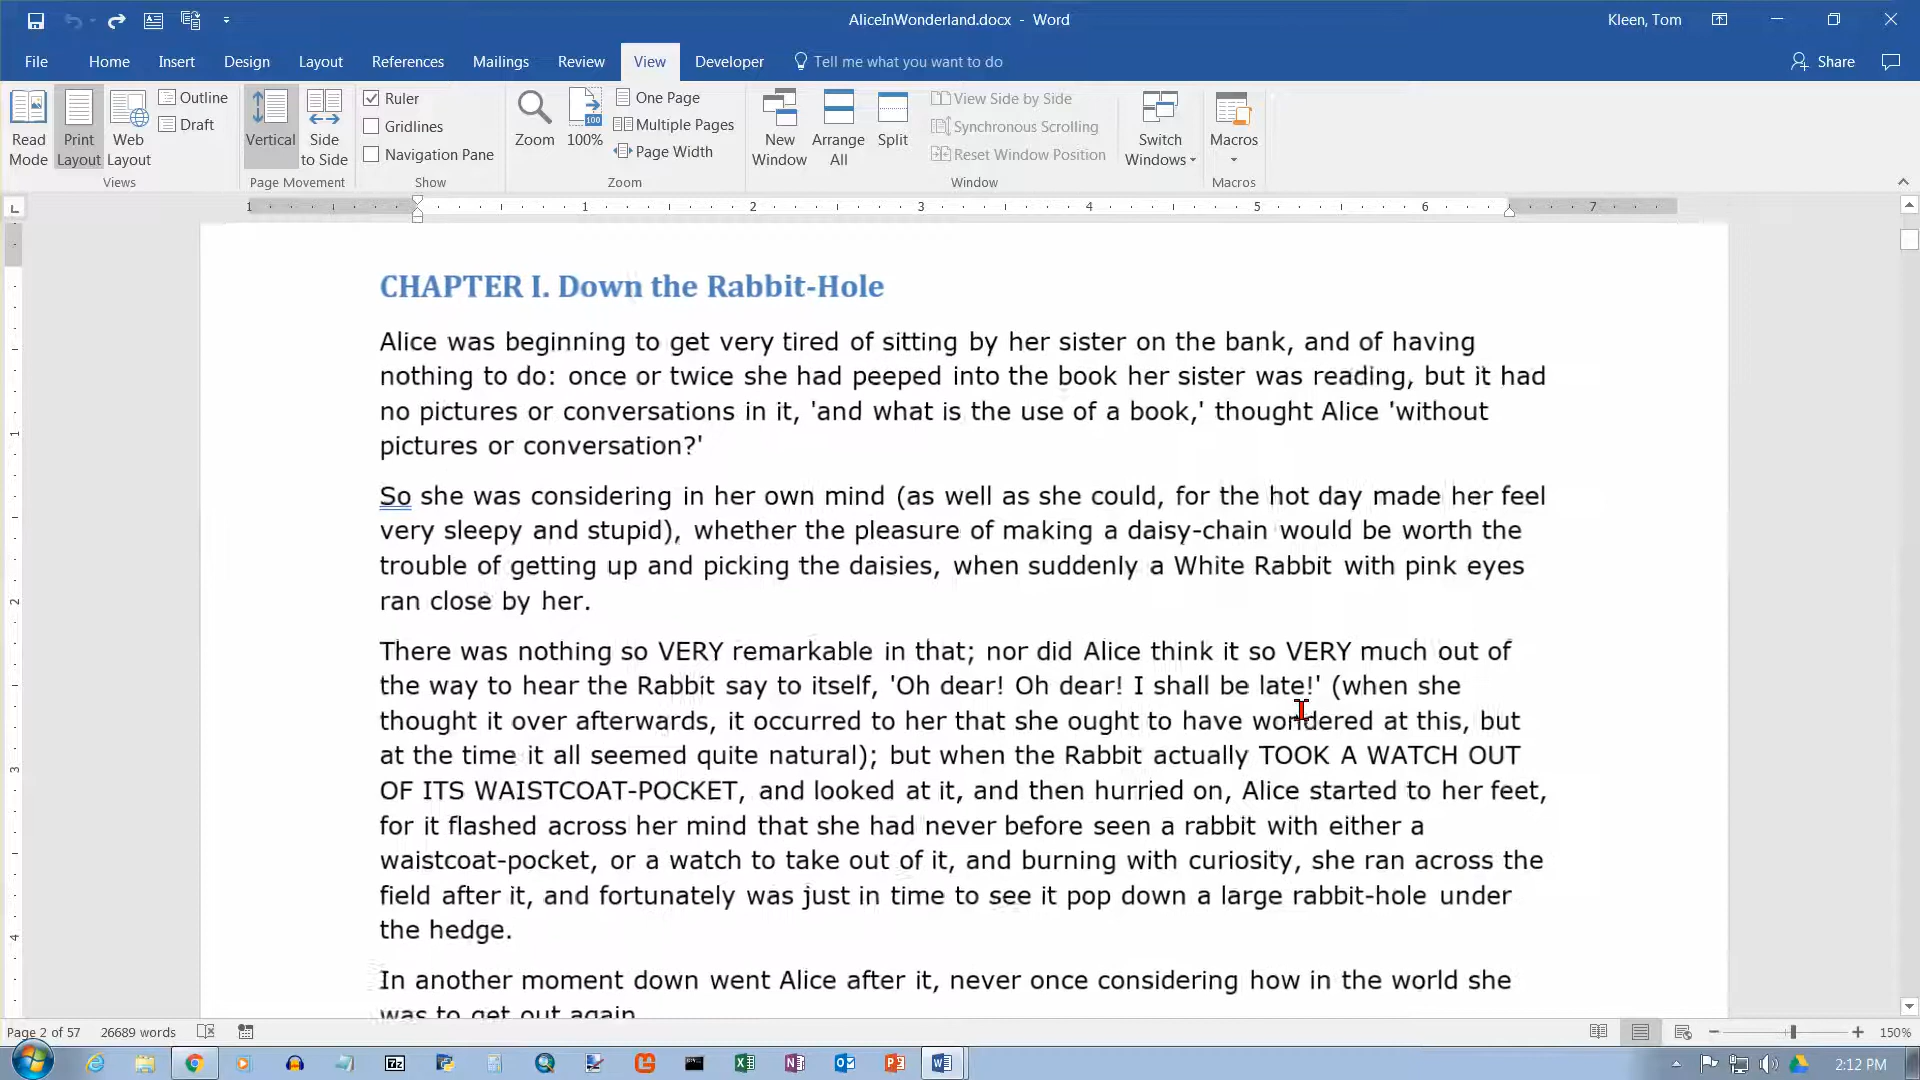 AliceInWonderland.docx - Word
Kleen, Tom
File Home Insert Design Layout References Mailings Review View Developer Tell me what you want to do Share
Read Mode
Print Layout
Web Layout
Outline
Draft
Views
Vertical
Side to Side
Page Movement
Ruler
Gridlines
Navigation Pane
Show
Zoom
100
100%
One Page
Multiple Pages
Page Width
Zoom
New Window
Arrange All
Split
View Side by Side
Synchronous Scrolling
Reset Window Position
Window
Switch Windows
Macros
Macros
1 1 2 3 4 5 6 7
CHAPTER I. Down the Rabbit-Hole
Alice was beginning to get very tired of sitting by her sister on the bank, and of having
nothing to do: once or twice she had peeped into the book her sister was reading, but it had
no pictures or conversations in it, 'and what is the use of a book,' thought Alice 'without
pictures or conversation?'
So she was considering in her own mind (as well as she could, for the hot day made her feel
very sleepy and stupid), whether the pleasure of making a daisy-chain would be worth the
trouble of getting up and picking the daisies, when suddenly a White Rabbit with pink eyes
ran close by her.
There was nothing so VERY remarkable in that; nor did Alice think it so VERY much out of
the way to hear the Rabbit say to itself, 'Oh dear! Oh dear! I shall be late!' (when she
thought it over afterwards, it occurred to her that she ought to have wondered at this, but
at the time it all seemed quite natural); but when the Rabbit actually TOOK A WATCH OUT
OF ITS WAISTCOAT-POCKET, and looked at it, and then hurried on, Alice started to her feet,
for it flashed across her mind that she had never before seen a rabbit with either a
waistcoat-pocket, or a watch to take out of it, and burning with curiosity, she ran across the
field after it, and fortunately was just in time to see it pop down a large rabbit-hole under
the hedge.
In another moment down went Alice after it, never once considering how in the world she
was to get out again
1
2
3
4
Page 2 of 57 26689 words 150%
7z
2:12 PM